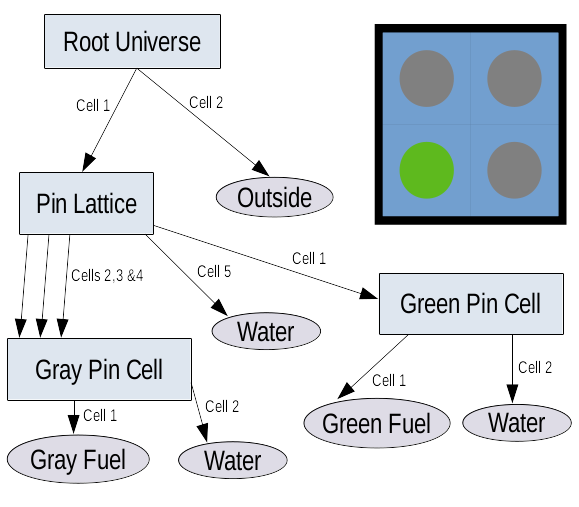 Root Universe
Cell 1
Cell 2
Pin Lattice
Outside
Cells 2,3 &4
Cell 5
Cell 1
Water
Green Pin Cell
Gray Pin Cell
Cell 1
Cell 2
Cell 1
Cell 2
Gray Fuel
Water
Green Fuel
Water